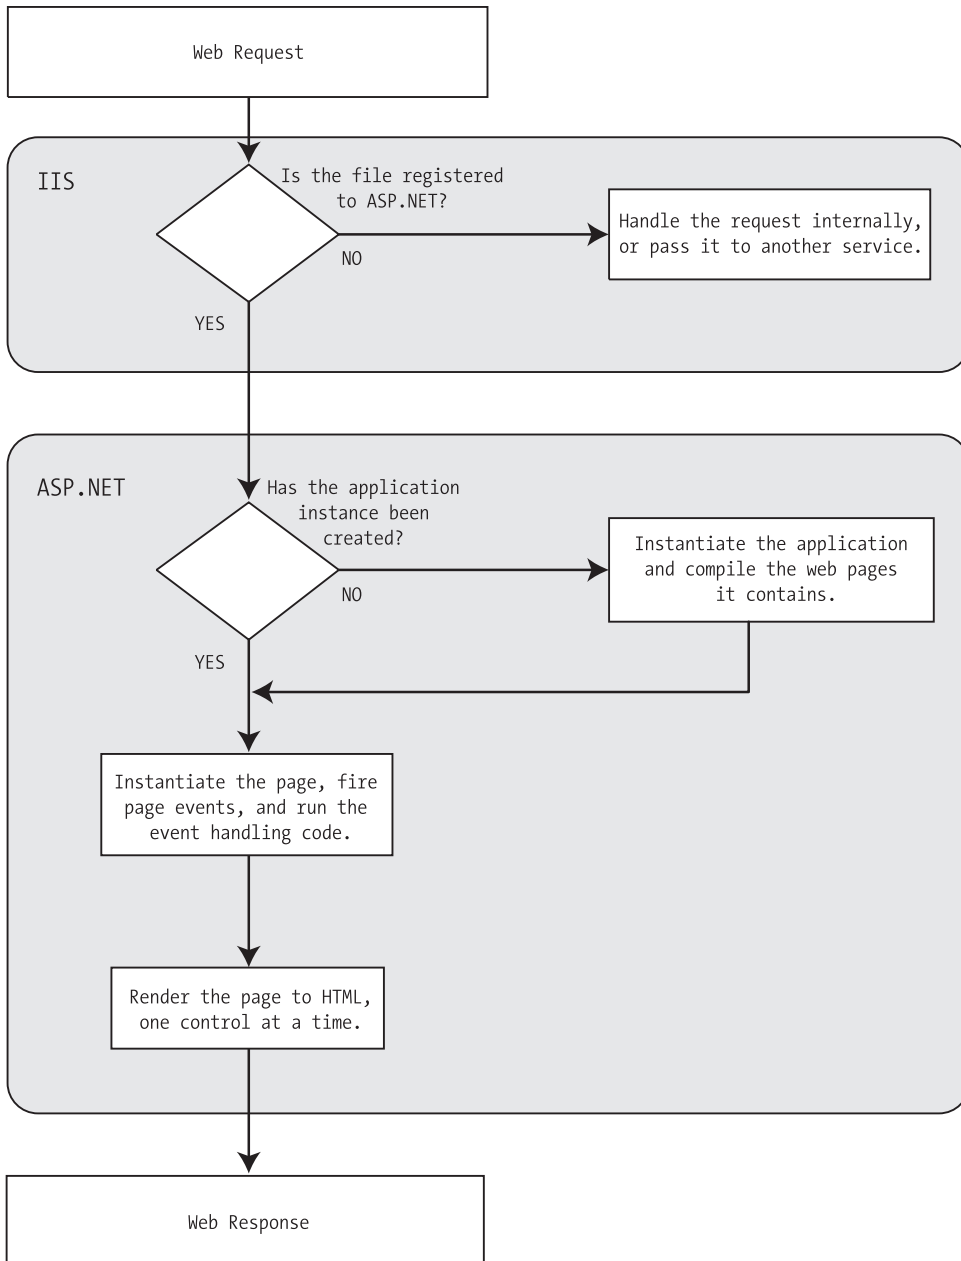 Web Request
IIS
Is the file registered
to ASP.NET?
Handle the request internally,
or pass it to another service.
NO
YES
ASP.NET
Has the application
instance been
created?
Instantiate the application
and compile the web pages
it contains.
NO
YES
Instantiate the page, fire
page events, and run the
event handling code.
Render the page to HTML,
one control at a time.
Web Response